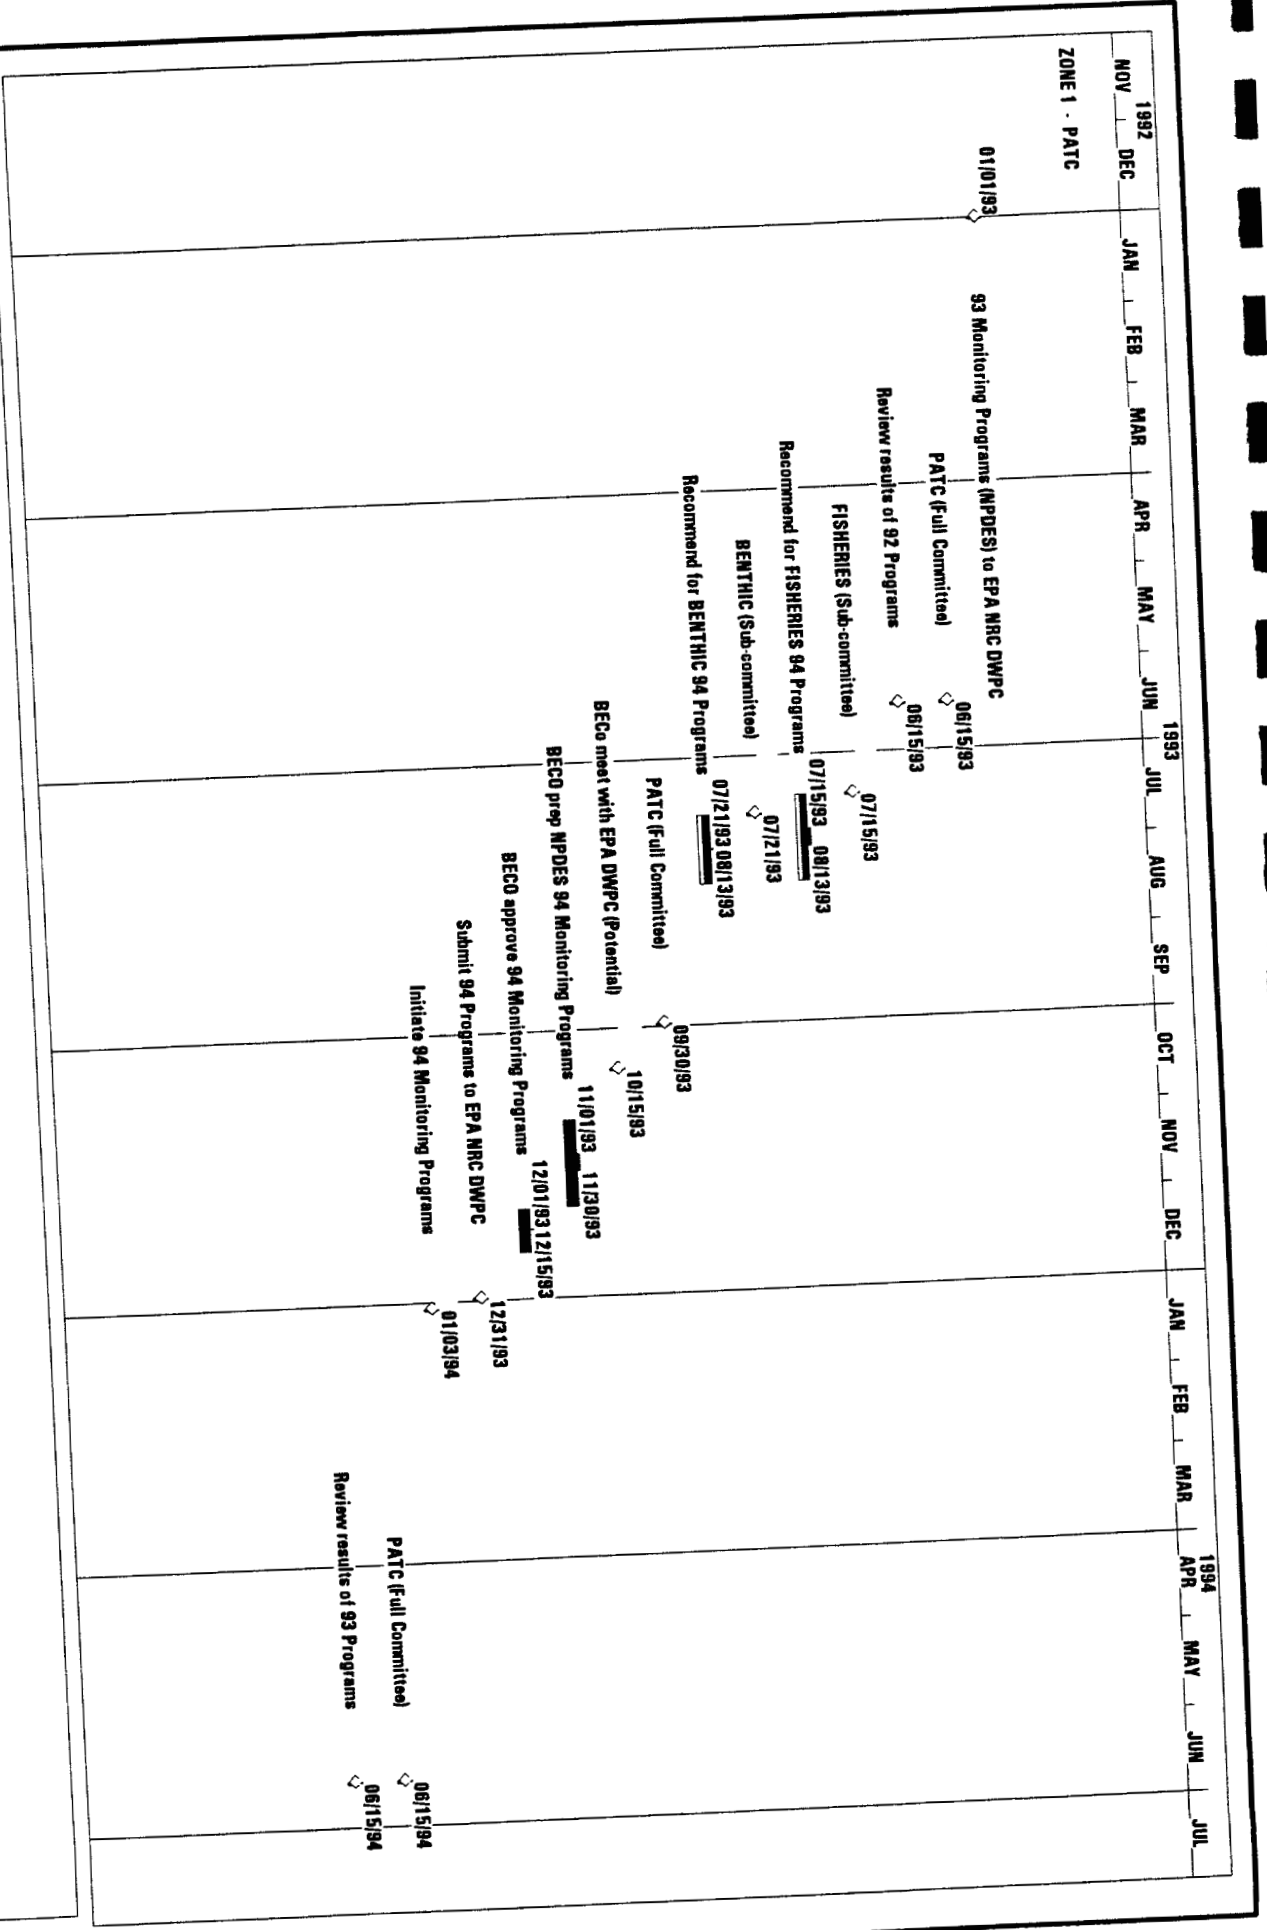 1992 1993 1994
NOV DEC JAN FEB MAR APR MAY JUN JUL AUG SEP OCT NOV DEC JAN FEB MAR APR MAY JUN JUL
ZONE 1 - PATC
01/01/93
93 Monitoring Programs (NPDES) to EPA NRC DWPC
06/15/93
PATC (Full Committee)
06/15/93
Review results of 92 Programs
07/15/93
FISHERIES (Sub-committee)
07/15/93 08/13/93
Recommend for FISHERIES 94 Programs
07/21/93
BENTHIC (Sub-committee)
07/21/93 08/13/93
Recommend for BENTHIC 94 Programs
09/30/93
PATC (Full Committee)
10/15/93
BECo meet with EPA DWPC (Potential)
11/01/93 11/30/93
BECO prep NPDES 94 Monitoring Programs
12/01/93 12/15/93
BECO approve 94 Monitoring Programs
12/31/93
Submit 94 Programs to EPA NRC DWPC
01/03/94
Initiate 94 Monitoring Programs
06/15/94
PATC (Full Committee)
06/15/94
Review results of 93 Programs